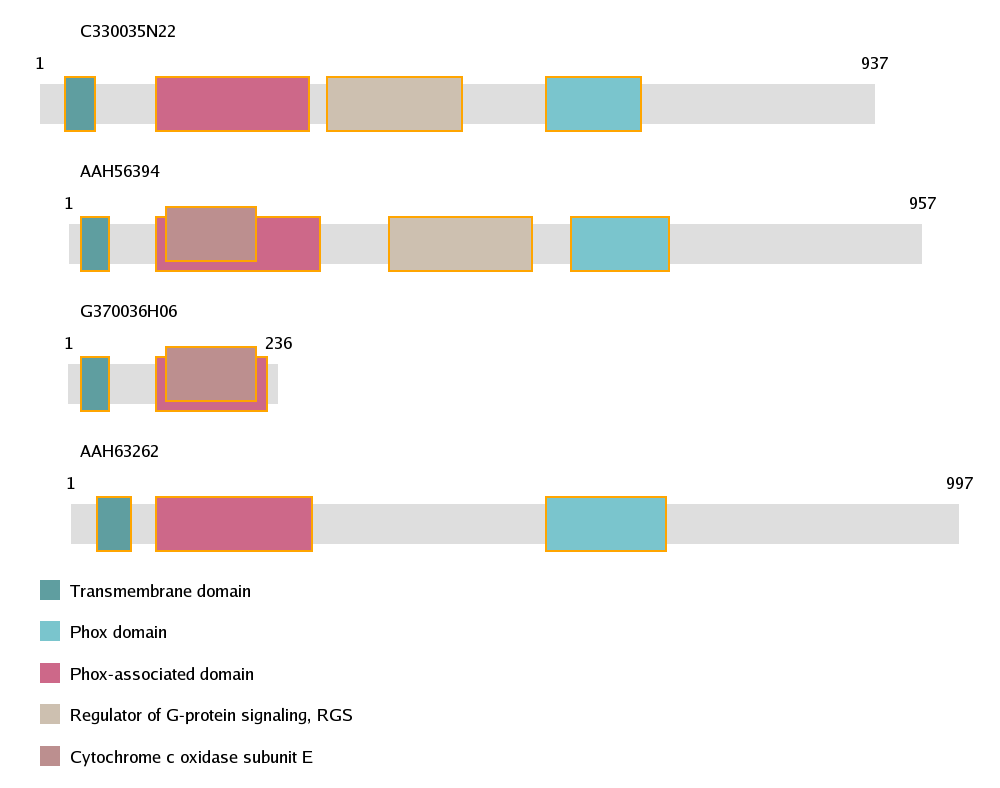 C330035N22
1 937
AAH56394
1 957
G370036H06
1 236
AAH63262
1 997
Transmembrane domain
Phox domain
Phox-associated domain
Regulator of G-protein signaling, RGS
Cytochrome c oxidase subunit E